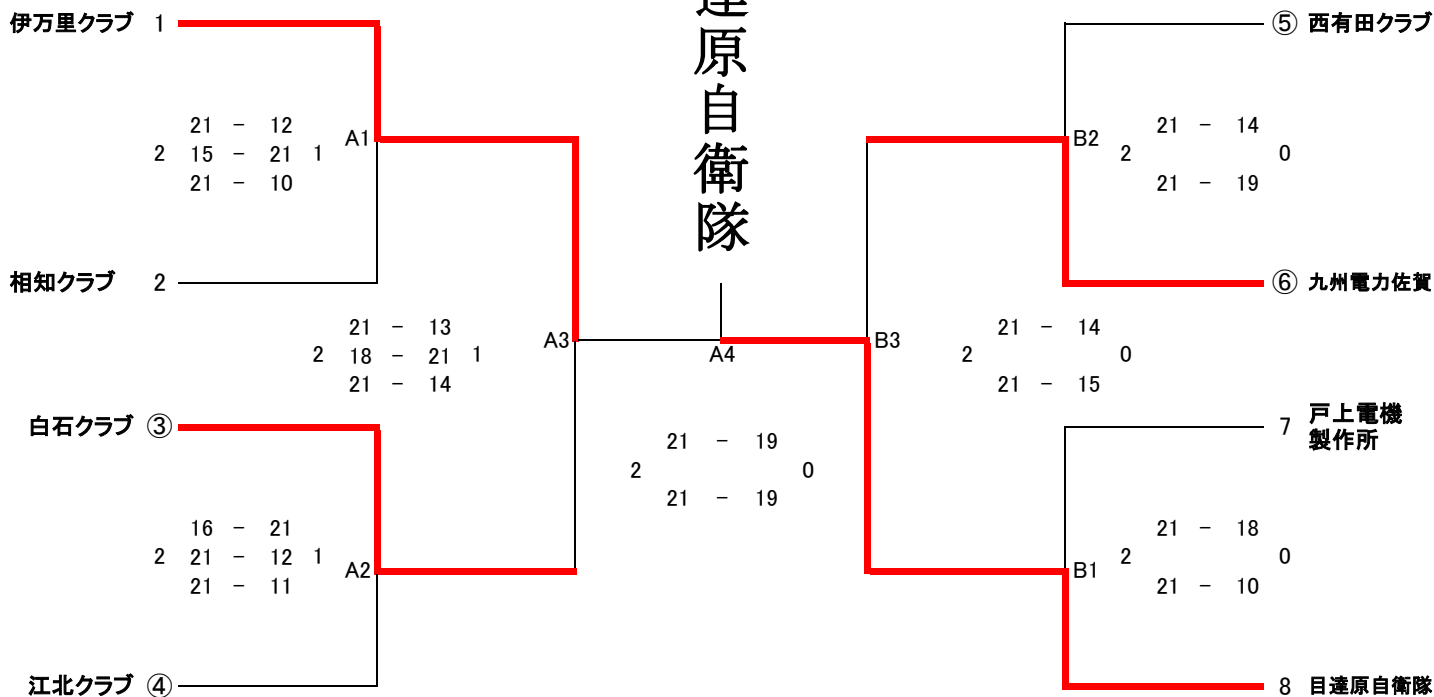 達原自衛隊
伊万里クラブ 1
21 － 12
2 15 － 21 1
21 － 10
A1
相知クラブ 2
21 － 13
2 18 － 21 1
21 － 14
A3
白石クラブ ③
16 － 21
2 21 － 12 1
21 － 11
A2
江北クラブ ④
A4
21 － 19
2 0
21 － 19
⑤ 西有田クラブ
B2
21 － 14
2 0
21 － 19
⑥ 九州電力佐賀
B3
21 － 14
2 0
21 － 15
7 戸上電機
製作所
B1
21 － 18
2 0
21 － 10
8 目達原自衛隊